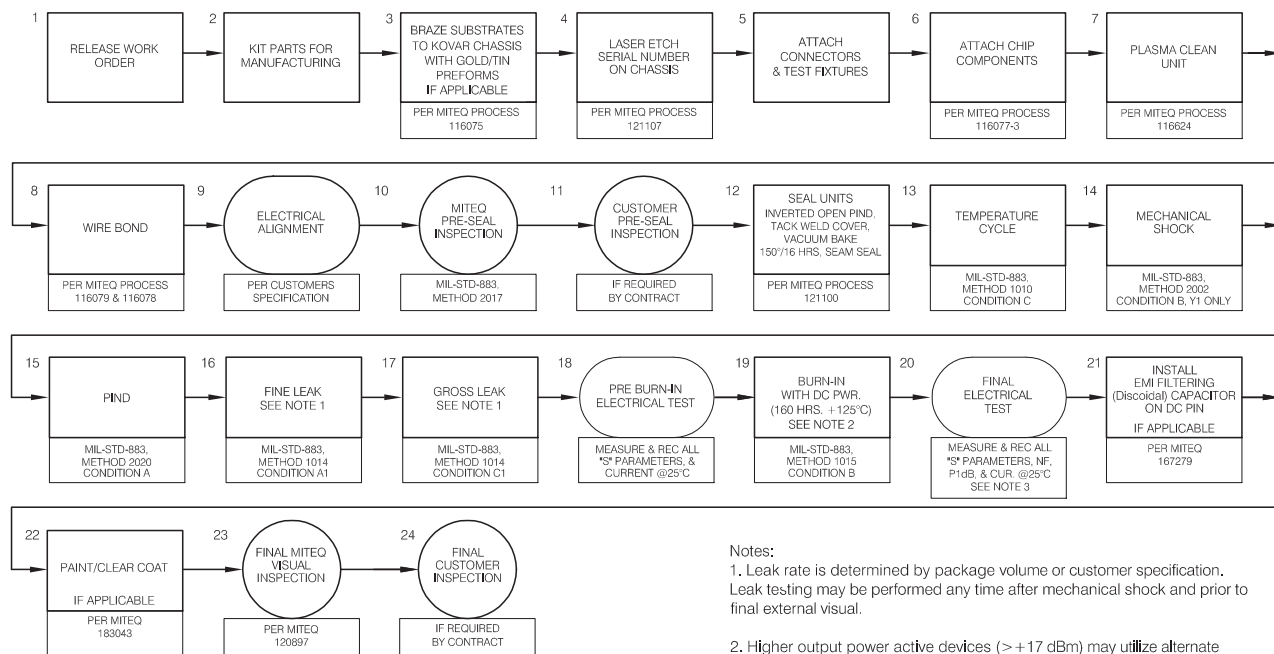 1
RELEASE WORK
ORDER
2
KIT PARTS FOR
MANUFACTURING
3
BRAZE SUBSTRATES
TO KOVAR CHASSIS
WITH GOLD/TIN
PREFORMS
IF APPLICABLE
PER MITEQ PROCESS
116075
4
LASER ETCH
SERIAL NUMBER
ON CHASSIS
PER MITEQ PROCESS
121107
5
ATTACH
CONNECTORS
& TEST FIXTURES
6
ATTACH CHIP
COMPONENTS
PER MITEQ PROCESS
116077-3
7
PLASMA CLEAN
UNIT
PER MITEQ PROCESS
116624
8
WIRE BOND
PER MITEQ PROCESS
116079 & 116078
9
ELECTRICAL
ALIGNMENT
PER CUSTOMERS
SPECIFICATION
10
MITEQ
PRE-SEAL
INSPECTION
MIL-STD-883,
METHOD 2017
11
CUSTOMER
PRE-SEAL
INSPECTION
IF REQUIRED
BY CONTRACT
12
SEAL UNITS
INVERTED OPEN PIND,
TACK WELD COVER,
VACUUM BAKE
150°/16 HRS, SEAM SEAL
PER MITEQ PROCESS
121100
13
TEMPERATURE
CYCLE
MIL-STD-883,
METHOD 1010
CONDITION C
14
MECHANICAL
SHOCK
MIL-STD-883,
METHOD 2002
CONDITION B, Y1 ONLY
15
PIND
MIL-STD-883,
METHOD 2020
CONDITION A
16
FINE LEAK
SEE NOTE 1
MIL-STD-883,
METHOD 1014
CONDITION A1
17
GROSS LEAK
SEE NOTE 1
MIL-STD-883,
METHOD 1014
CONDITION C1
18
PRE BURN-IN
ELECTRICAL TEST
MEASURE & REC ALL
"S" PARAMETERS, &
CURRENT @25°C
19
BURN-IN
WITH DC PWR.
(160 HRS. +125°C)
SEE NOTE 2
MIL-STD-883,
METHOD 1015
CONDITION B
20
FINAL
ELECTRICAL
TEST
MEASURE & REC ALL
"S" PARAMETERS, NF,
P1dB, & CUR. @25°C
SEE NOTE 3
21
INSTALL
EMI FILTERING
(Discoidal) CAPACITOR
ON DC PIN
IF APPLICABLE
PER MITEQ
167279
22
PAINT/CLEAR COAT
IF APPLICABLE
PER MITEQ
183043
23
FINAL MITEQ
VISUAL
INSPECTION
PER MITEQ
120897
24
FINAL
CUSTOMER
INSPECTION
IF REQUIRED
BY CONTRACT
Notes:
1. Leak rate is determined by package volume or customer specification.
Leak testing may be performed any time after mechanical shock and prior to
final external visual.
2. Higher output power active devices (>+17 dBm) may utilize alternate